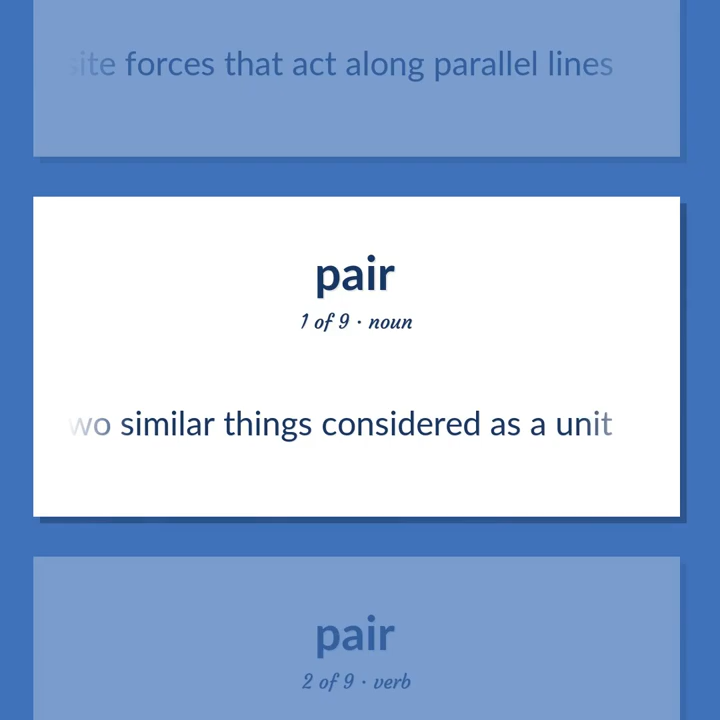 forces that act along parallel lines
pair
1 of 9 · noun
similar things considered as a unit
pair
2 of 9 · verb